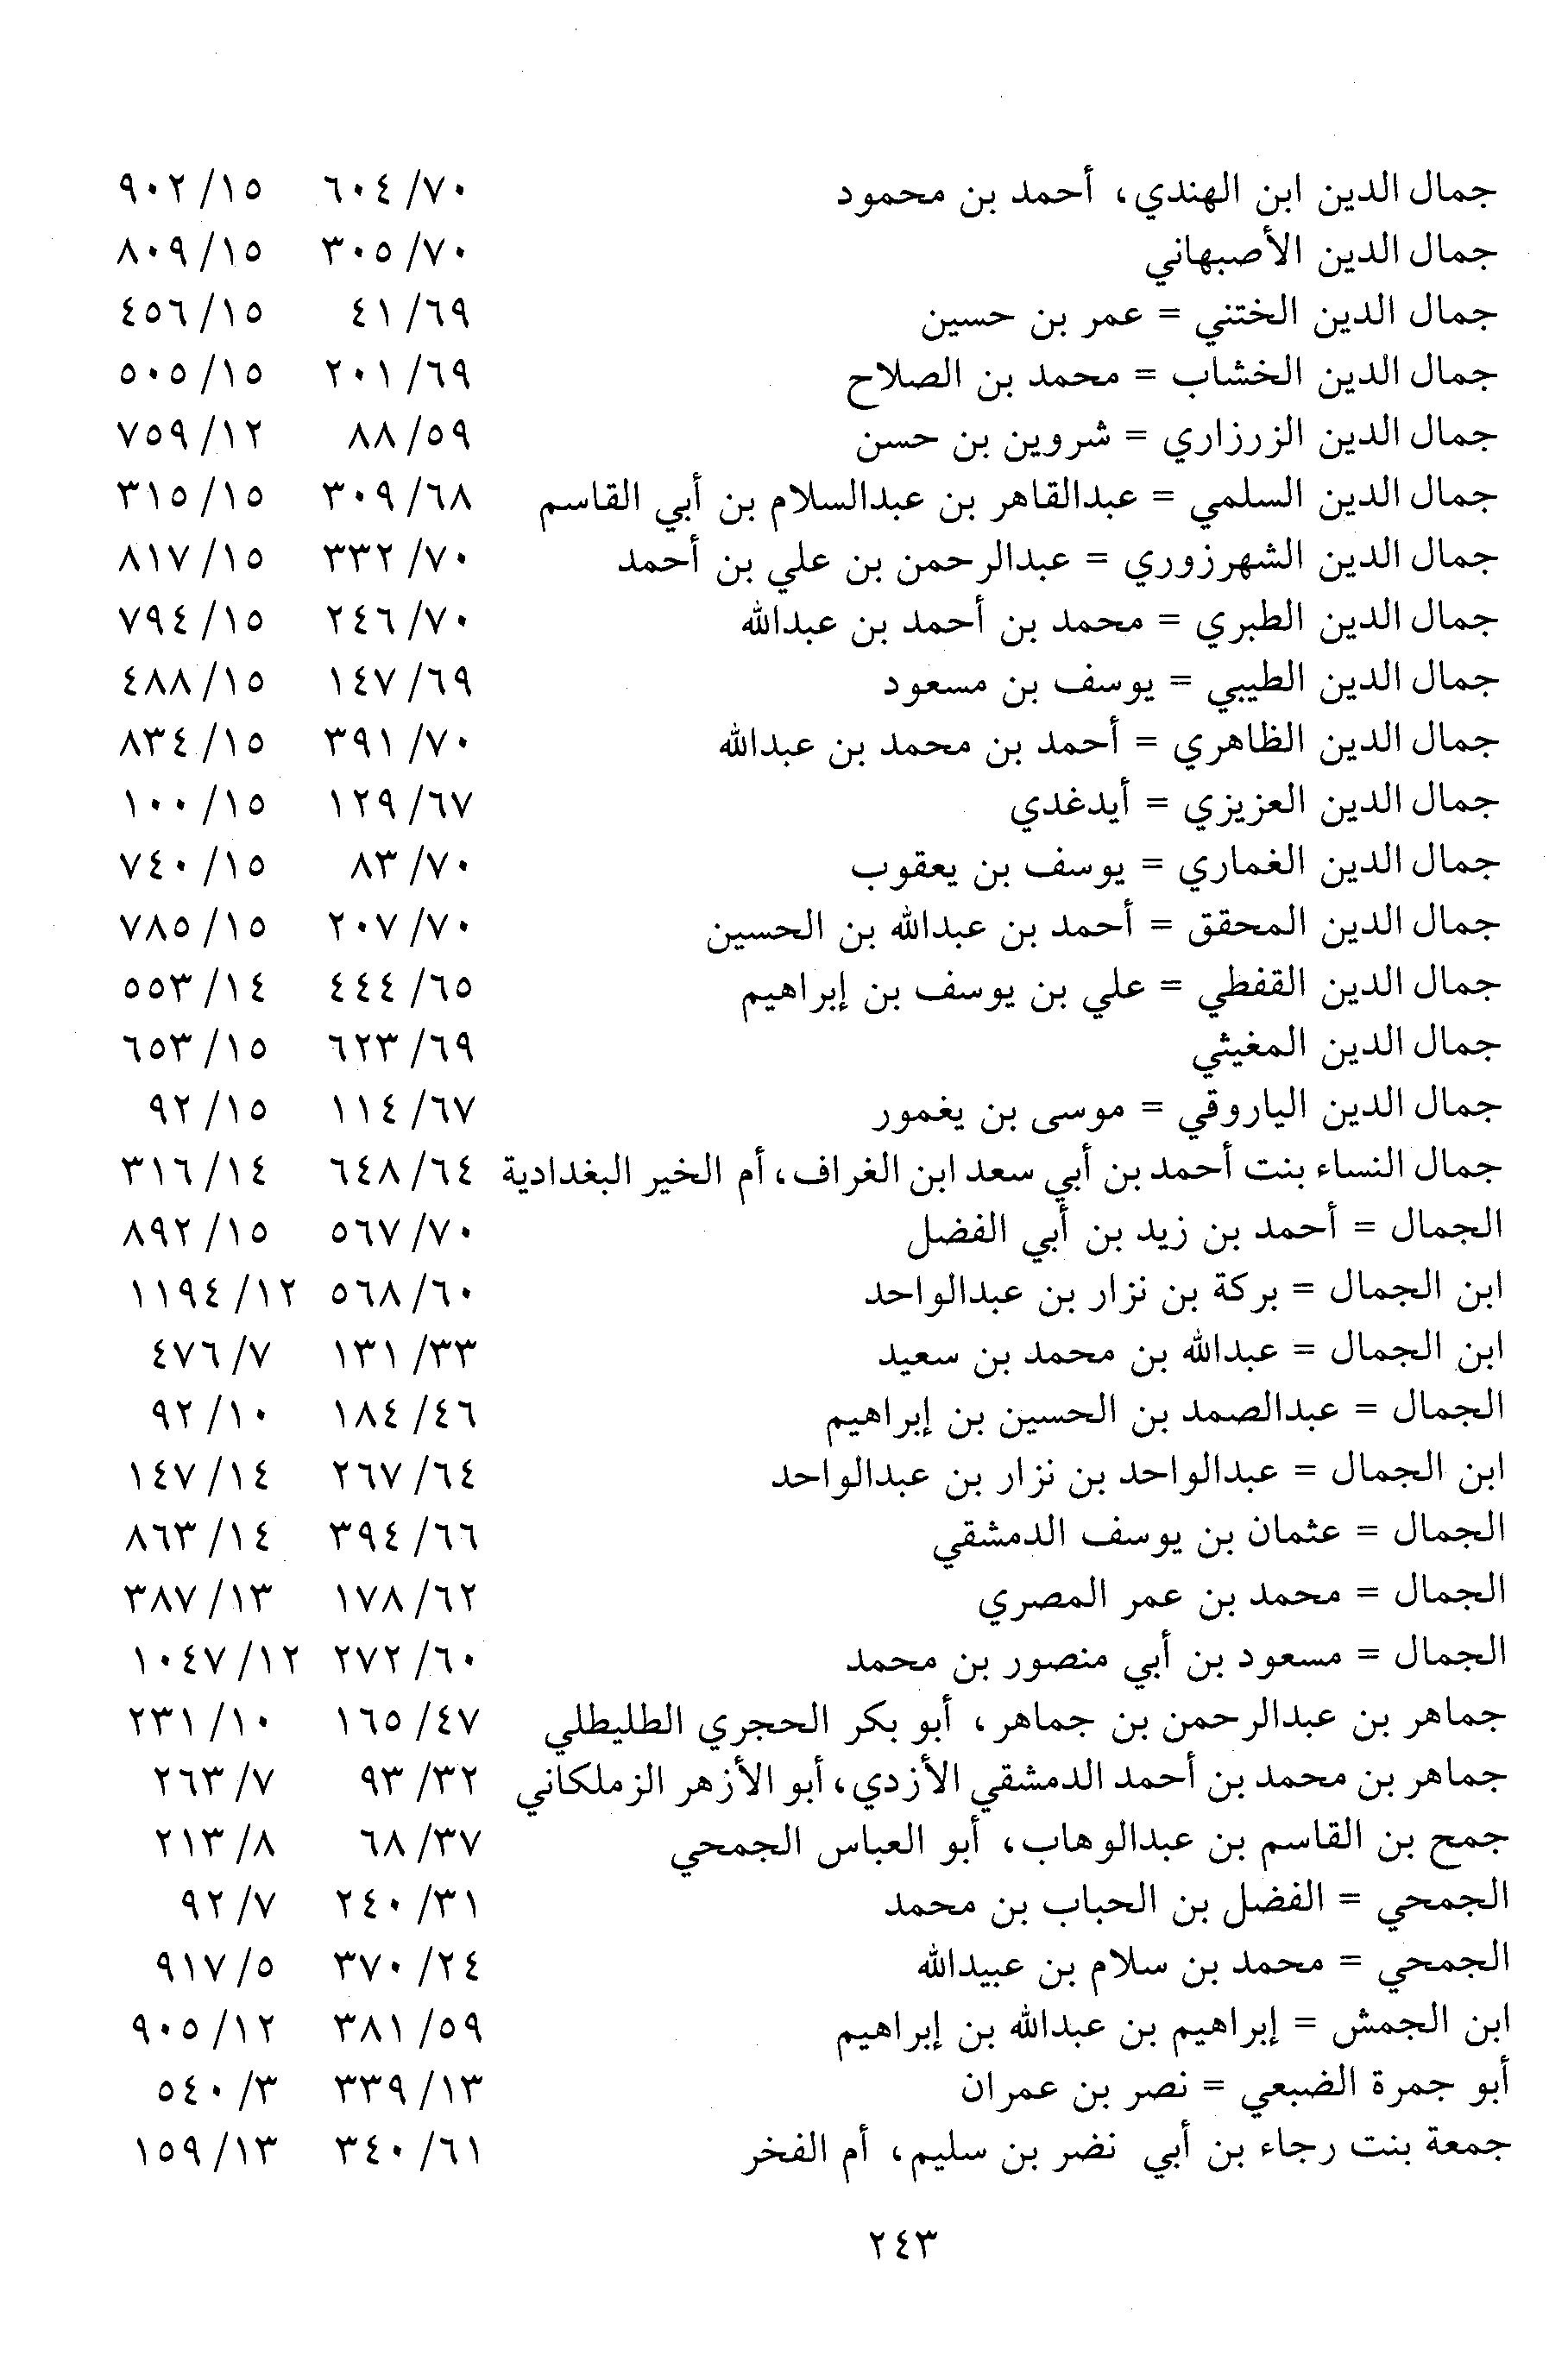 جمال الدين ابن الهندي، أحمد بن محمود ٧٠/ ٦٠٤ ١٥/ ٩٠٢
جمال الدين الأصبهاني ٧٠/ ٣٠٥ ١٥/ ٨٠٩
جمال الدين الختني = عمر بن حسين ٦٩/ ٤١ ١٥/ ٤٥٦
جمال الدين الخشاب = محمد بن الصلاح ٦٩/ ٢٠١ ١٥/ ٥٠٥
جمال الدين الزرزاري = شروين بن حسن ٥٩/ ٨٨ ١٢/ ٧٥٩
جمال الدين السلمي = عبدالقاهر بن عبدالسلام بن أبي القاسم ٦٨/ ٣٠٩ ١٥/ ٣١٥
جمال الدين الشهرزوري = عبدالرحمن بن علي بن أحمد ٧٠/ ٣٣٢ ١٥/ ٨١٧
جمال الدين الطبري = محمد بن أحمد بن عبدالله ٧٠/ ٢٤٦ ١٥/ ٧٩٤
جمال الدين الطيبي = يوسف بن مسعود ٦٩/ ١٤٧ ١٥/ ٤٨٨
جمال الدين الظاهري = أحمد بن محمد بن عبدالله ٧٠/ ٣٩١ ١٥/ ٨٣٤
جمال الدين العزيزي = أيدغدي ٦٧/ ١٢٩ ١٥/ ١٠٠
جمال الدين الغماري = يوسف بن يعقوب ٧٠/ ٨٣ ١٥/ ٧٤٠
جمال الدين المحقق = أحمد بن عبدالله بن الحسين ٧٠/ ٢٠٧ ١٥/ ٧٨٥
جمال الدين القفطي = علي بن يوسف بن إبراهيم ٦٥/ ٤٤٤ ١٤/ ٥٥٣
جمال الدين المغيثي ٦٩/ ٦٢٣ ١٥/ ٦٥٣
جمال الدين الياروقي = موسى بن يغمور ٦٧/ ١١٤ ١٥/ ٩٢
جمال النساء بنت أحمد بن أبي سعد ابن الغراف، أم الخير البغدادية ٦٤/ ٦٤٨ ١٤/ ٣١٦
الجمال = أحمد بن زيد بن أبي الفضل ٧٠/ ٥٦٧ ١٥/ ٨٩٢
ابن الجمال = بركة بن نزار بن عبدالواحد ٦٠/ ٥٦٨ ١٢/ ١١٩٤
ابن الجمال = عبدالله بن محمد بن سعيد ٣٣/ ١٣١ ٧/ ٤٧٦
الجمال = عبدالصمد بن الحسين بن إبراهيم ٤٦/ ١٨٤ ١٠/ ٩٢
ابن الجمال = عبدالواحد بن نزار بن عبدالواحد ٦٤/ ٢٦٧ ١٤/ ١٤٧
الجمال = عثمان بن يوسف الدمشقي ٦٦/ ٣٩٤ ١٤/ ٨٦٣
الجمال = محمد بن عمر المصري ٦٢/ ١٧٨ ١٣/ ٣٨٧
الجمال = مسعود بن أبي منصور بن محمد ٦٠/ ٢٧٢ ١٢/ ١٠٤٧
جماهر بن عبدالرحمن بن جماهر، أبو بكر الحجري الطليطلي ٤٧/ ١٦٥ ١٠/ ٢٣١
جماهر بن محمد بن أحمد الدمشقي الأزدي، أبو الأزهر الزملكاني ٣٢/ ٩٣ ٧/ ٢٦٣
جمح بن القاسم بن عبدالوهاب، أبو العباس الجمحي ٣٧/ ٦٨ ٨/ ٢١٣
الجمحي = الفضل بن الحباب بن محمد ٣١/ ٢٤٠ ٧/ ٩٢
الجمحي = محمد بن سلام بن عبيدالله ٢٤/ ٣٧٠ ٥/ ٩١٧
ابن الجمش = إبراهيم بن عبدالله بن إبراهيم ٥٩/ ٣٨١ ١٢/ ٩٠٥
أبو جمرة الضبعي = نصر بن عمران ١٣/ ٣٣٩ ٣/ ٥٤٠
جمعة بنت رجاء بن أبي نضر بن سليم، أم الفخر ٦١/ ٣٤٠ ١٣/ ١٥٩
٢٤٣